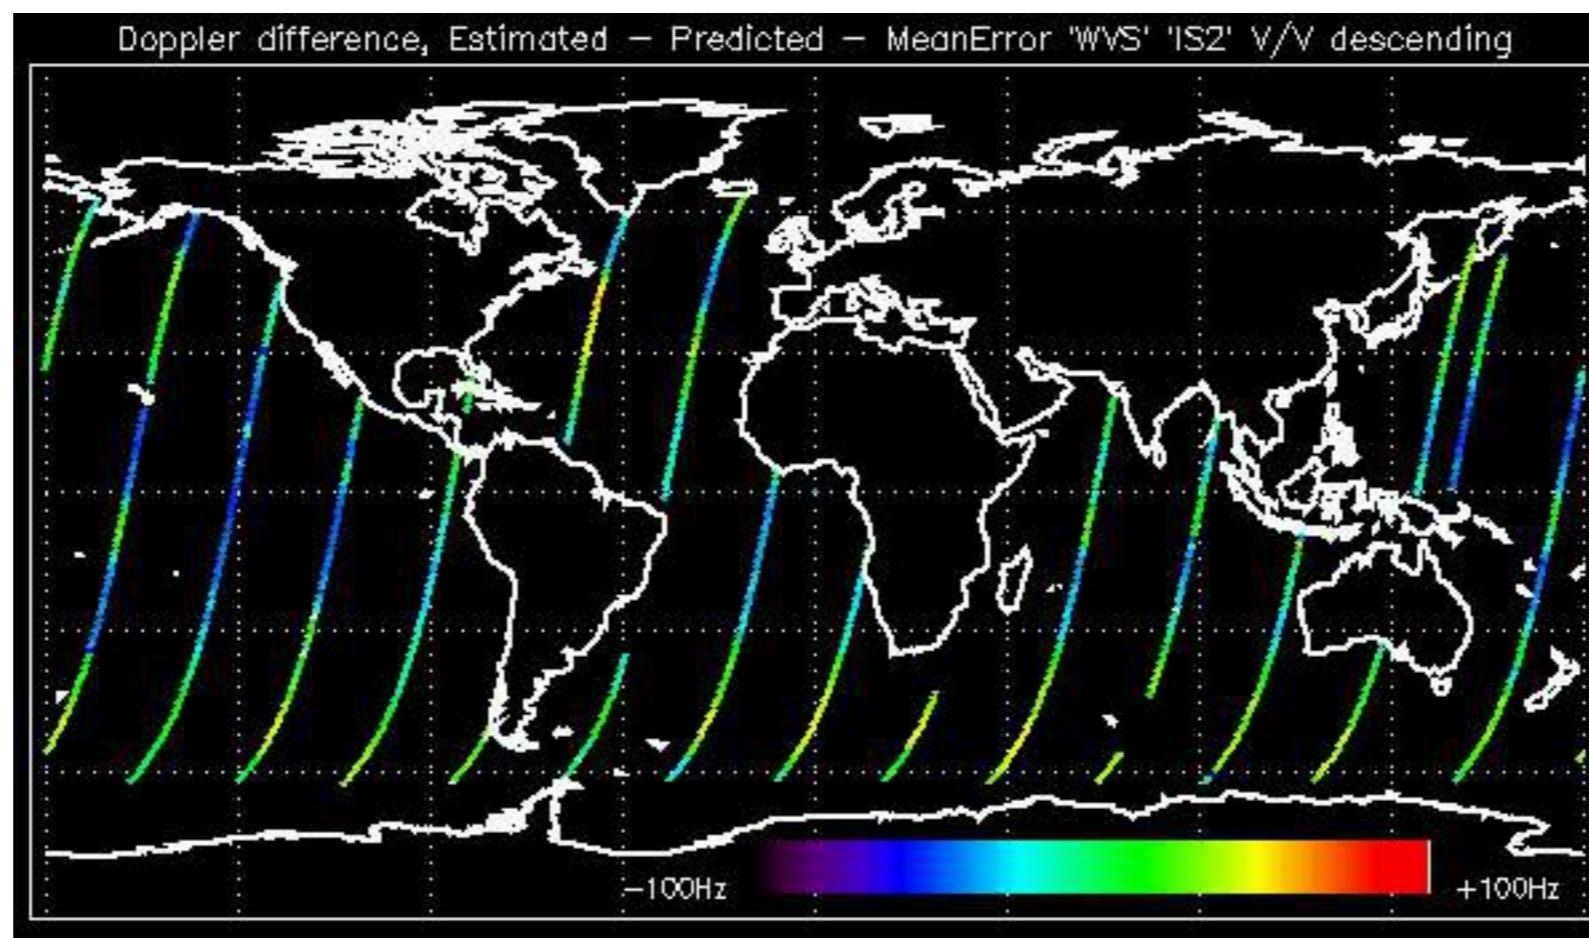 Doppler difference, Estimated – Predicted – MeanError 'WVS' 'IS2' V/V descending
–100Hz
+100Hz